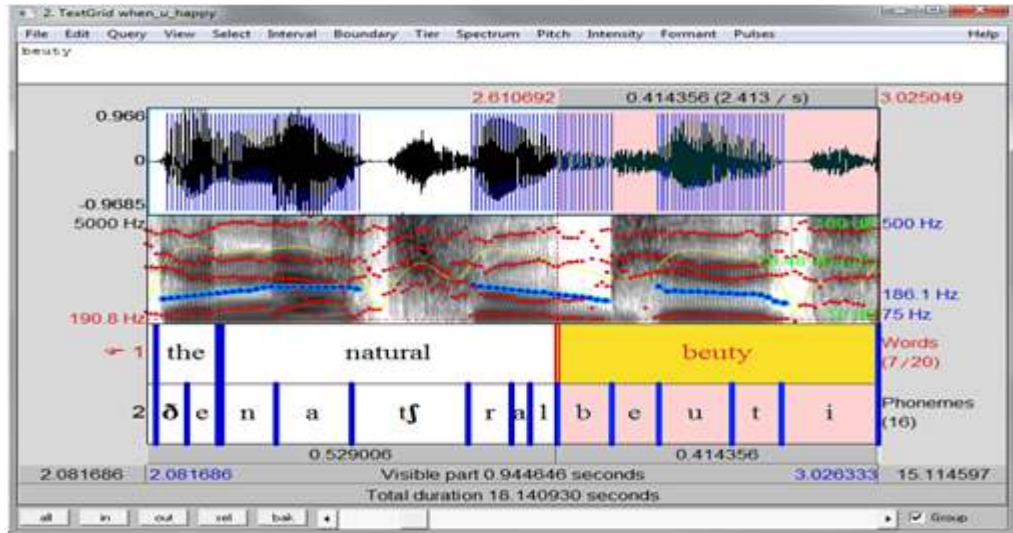 2. TextGrid when_u_happy
File Edit Query View Select Interval Boundary Tier Spectrum Pitch Intensity Formant Pulses Help
beuty
2.610692 0.414356 (2.413 / s) 3.025049
0.966
0
-0.9685
5000 Hz 500 Hz
186.1 Hz
190.8 Hz 75 Hz
1 the natural beuty Words
(7/20)
2 ð e n a tʃ r a l b e u t i Phonemes
(16)
0.529006 0.414356
2.081686 2.081686 Visible part 0.944646 seconds 3.026333 15.114597
Total duration 18.140930 seconds
all in out sel bak Group